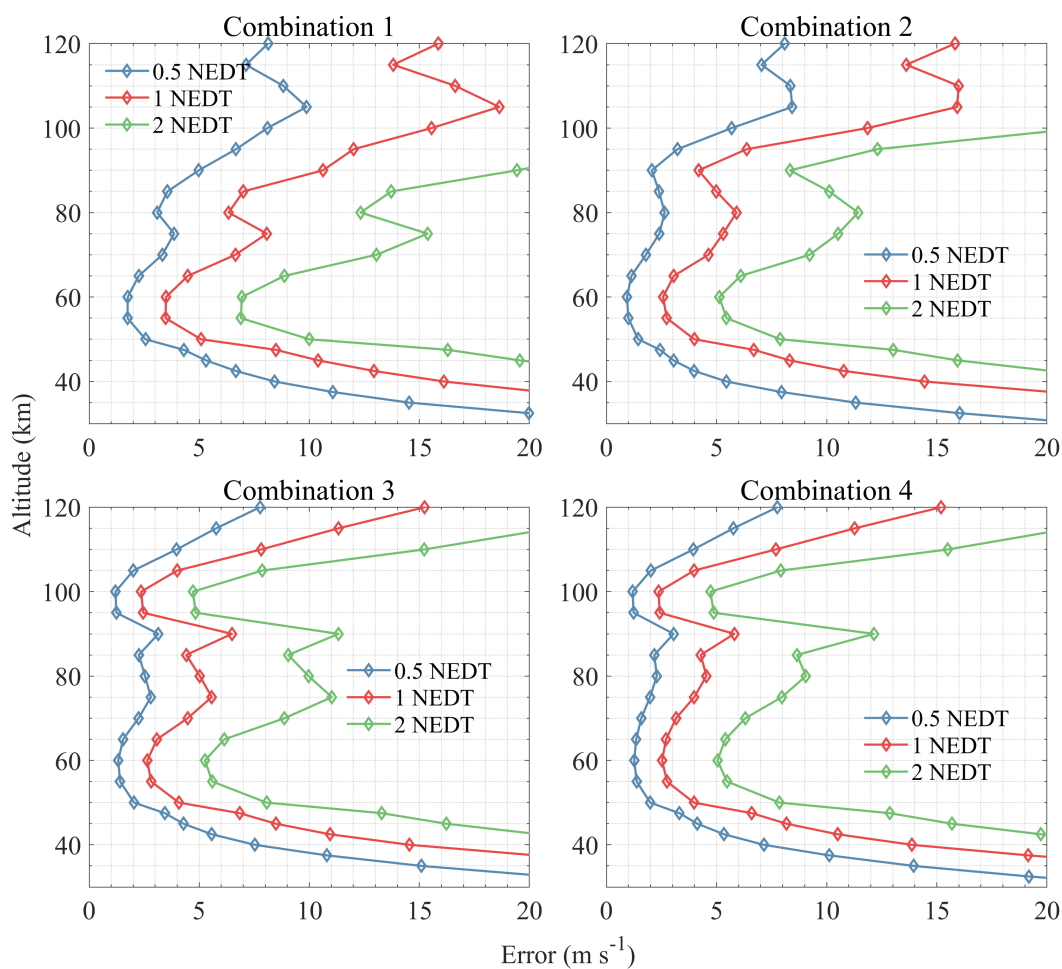 Combination 1
Combination 2
120
100
80
60
40
0.5 NEDT
1 NEDT
2 NEDT
0 5 10 15 20
120
100
80
60
40
0.5 NEDT
1 NEDT
2 NEDT
0 5 10 15 20
Altitude (km)
Combination 3
Combination 4
120
100
80
60
40
0.5 NEDT
1 NEDT
2 NEDT
0 5 10 15 20
120
100
80
60
40
0.5 NEDT
1 NEDT
2 NEDT
0 5 10 15 20
Error (m s⁻¹)